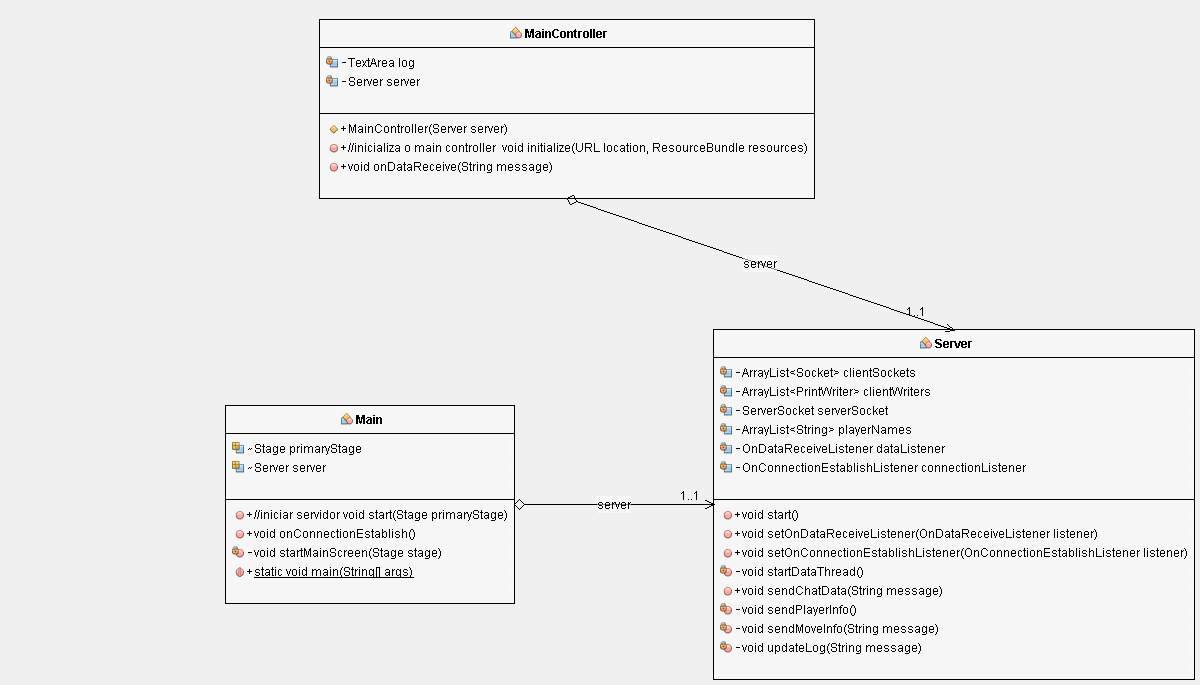 MainController
-TextArea log
-Server server
+MainController(Server server)
+//inicializa o main controller  void initialize(URL location, ResourceBundle resources)
+void onDataReceive(String message)
server
1..1
Server
-ArrayList<Socket> clientSockets
-ArrayList<PrintWriter> clientWriters
-ServerSocket serverSocket
-ArrayList<String> playerNames
-OnDataReceiveListener dataListener
-OnConnectionEstablishListener connectionListener
+void start()
+void setOnDataReceiveListener(OnDataReceiveListener listener)
+void setOnConnectionEstablishListener(OnConnectionEstablishListener listener)
-void startDataThread()
+void sendChatData(String message)
-void sendPlayerInfo()
-void sendMoveInfo(String message)
-void updateLog(String message)
Main
~Stage primaryStage
~Server server
+//iniciar servidor void start(Stage primaryStage)
+void onConnectionEstablish()
-void startMainScreen(Stage stage)
+static void main(String[] args)
server
1..1